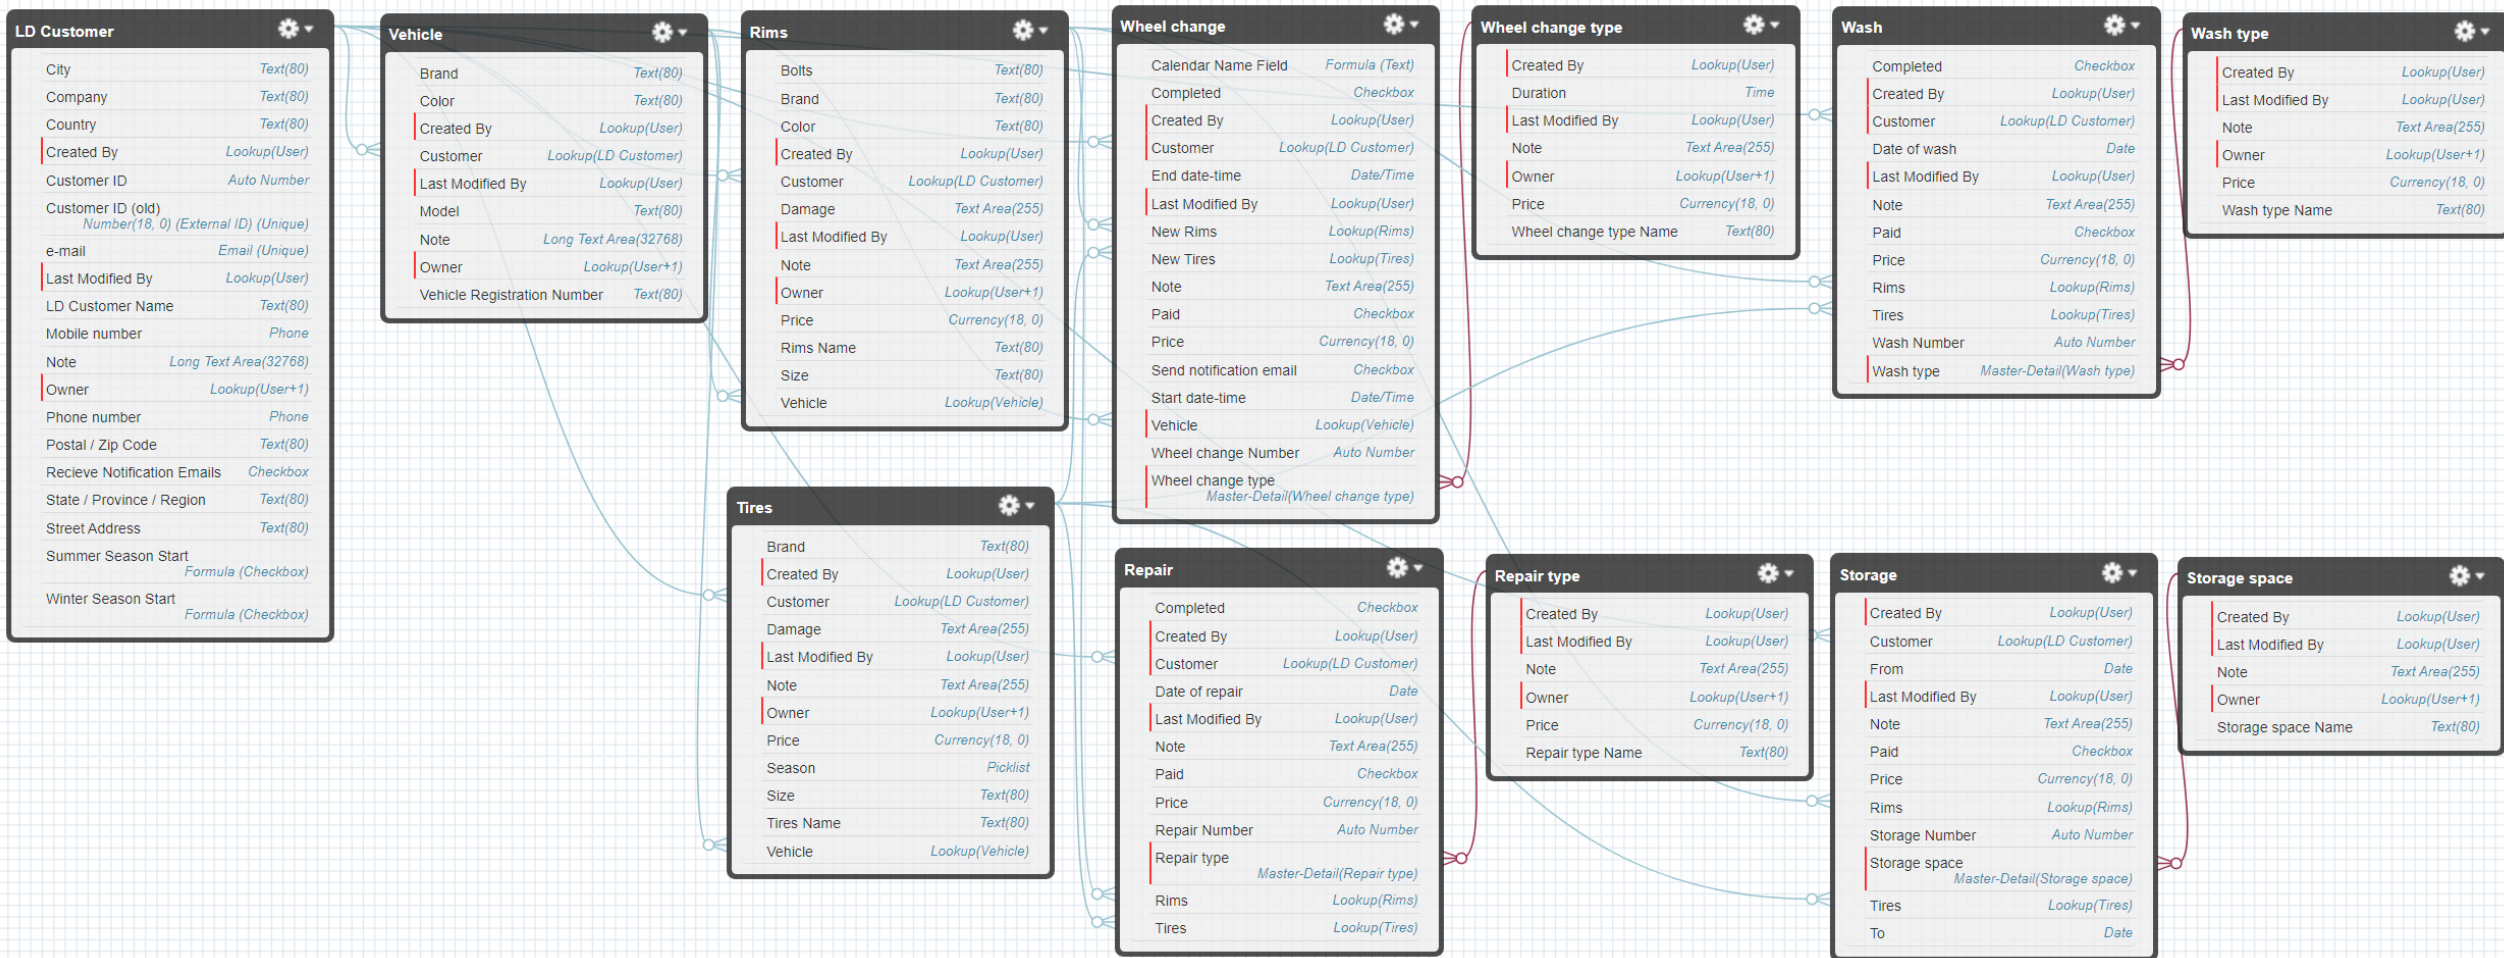 LD Customer
City Text(80)
Company Text(80)
Country Text(80)
Created By Lookup(User)
Customer ID Auto Number
Customer ID (old)
Number(18, 0) (External ID) (Unique)
e-mail Email (Unique)
Last Modified By Lookup(User)
LD Customer Name Text(80)
Mobile number Phone
Note Long Text Area(32768)
Owner Lookup(User+1)
Phone number Phone
Postal / Zip Code Text(80)
Recieve Notification Emails Checkbox
State / Province / Region Text(80)
Street Address Text(80)
Summer Season Start
Formula (Checkbox)
Winter Season Start
Formula (Checkbox)
Vehicle
Brand Text(80)
Color Text(80)
Created By Lookup(User)
Customer Lookup(LD Customer)
Last Modified By Lookup(User)
Model Text(80)
Note Long Text Area(32768)
Owner Lookup(User+1)
Vehicle Registration Number Text(80)
Rims
Bolts Text(80)
Brand Text(80)
Color Text(80)
Created By Lookup(User)
Customer Lookup(LD Customer)
Damage Text Area(255)
Last Modified By Lookup(User)
Note Text Area(255)
Owner Lookup(User+1)
Price Currency(18, 0)
Rims Name Text(80)
Size Text(80)
Vehicle Lookup(Vehicle)
Wheel change
Calendar Name Field Formula (Text)
Completed Checkbox
Created By Lookup(User)
Customer Lookup(LD Customer)
End date-time Date/Time
Last Modified By Lookup(User)
New Rims Lookup(Rims)
New Tires Lookup(Tires)
Note Text Area(255)
Paid Checkbox
Price Currency(18, 0)
Send notification email Checkbox
Start date-time Date/Time
Vehicle Lookup(Vehicle)
Wheel change Number Auto Number
Wheel change type
Master-Detail(Wheel change type)
Wheel change type
Created By Lookup(User)
Duration Time
Last Modified By Lookup(User)
Note Text Area(255)
Owner Lookup(User+1)
Price Currency(18, 0)
Wheel change type Name Text(80)
Wash
Completed Checkbox
Created By Lookup(User)
Customer Lookup(LD Customer)
Date of wash Date
Last Modified By Lookup(User)
Note Text Area(255)
Paid Checkbox
Price Currency(18, 0)
Rims Lookup(Rims)
Tires Lookup(Tires)
Wash Number Auto Number
Wash type Master-Detail(Wash type)
Wash type
Created By Lookup(User)
Last Modified By Lookup(User)
Note Text Area(255)
Owner Lookup(User+1)
Price Currency(18, 0)
Wash type Name Text(80)
Tires
Brand Text(80)
Created By Lookup(User)
Customer Lookup(LD Customer)
Damage Text Area(255)
Last Modified By Lookup(User)
Note Text Area(255)
Owner Lookup(User+1)
Price Currency(18, 0)
Season Picklist
Size Text(80)
Tires Name Text(80)
Vehicle Lookup(Vehicle)
Repair
Completed Checkbox
Created By Lookup(User)
Customer Lookup(LD Customer)
Date of repair Date
Last Modified By Lookup(User)
Note Text Area(255)
Paid Checkbox
Price Currency(18, 0)
Repair Number Auto Number
Repair type
Master-Detail(Repair type)
Rims Lookup(Rims)
Tires Lookup(Tires)
Repair type
Created By Lookup(User)
Last Modified By Lookup(User)
Note Text Area(255)
Owner Lookup(User+1)
Price Currency(18, 0)
Repair type Name Text(80)
Storage
Created By Lookup(User)
Customer Lookup(LD Customer)
From Date
Last Modified By Lookup(User)
Note Text Area(255)
Paid Checkbox
Price Currency(18, 0)
Rims Lookup(Rims)
Storage Number Auto Number
Storage space
Master-Detail(Storage space)
Tires Lookup(Tires)
To Date
Storage space
Created By Lookup(User)
Last Modified By Lookup(User)
Note Text Area(255)
Owner Lookup(User+1)
Storage space Name Text(80)